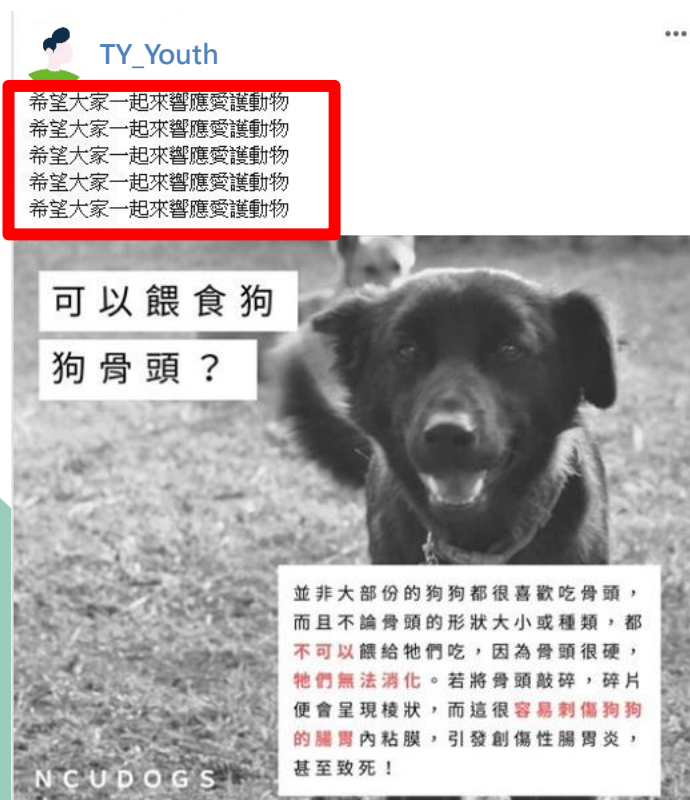 TY_Youth
希望大家一起來響應愛護動物
希望大家一起來響應愛護動物
希望大家一起來響應愛護動物
希望大家一起來響應愛護動物
希望大家一起來響應愛護動物
可以餵食狗
狗骨頭？
並非大部份的狗狗都很喜歡吃骨頭，
而且不論骨頭的形狀大小或種類，都
不可以餵給牠們吃，因為骨頭很硬，
牠們無法消化。若將骨頭敲碎，碎片
便會呈現稜狀，而這很容易刺傷狗狗
的腸胃內粘膜，引發創傷性腸胃炎，
甚至致死！
NCUDOGS